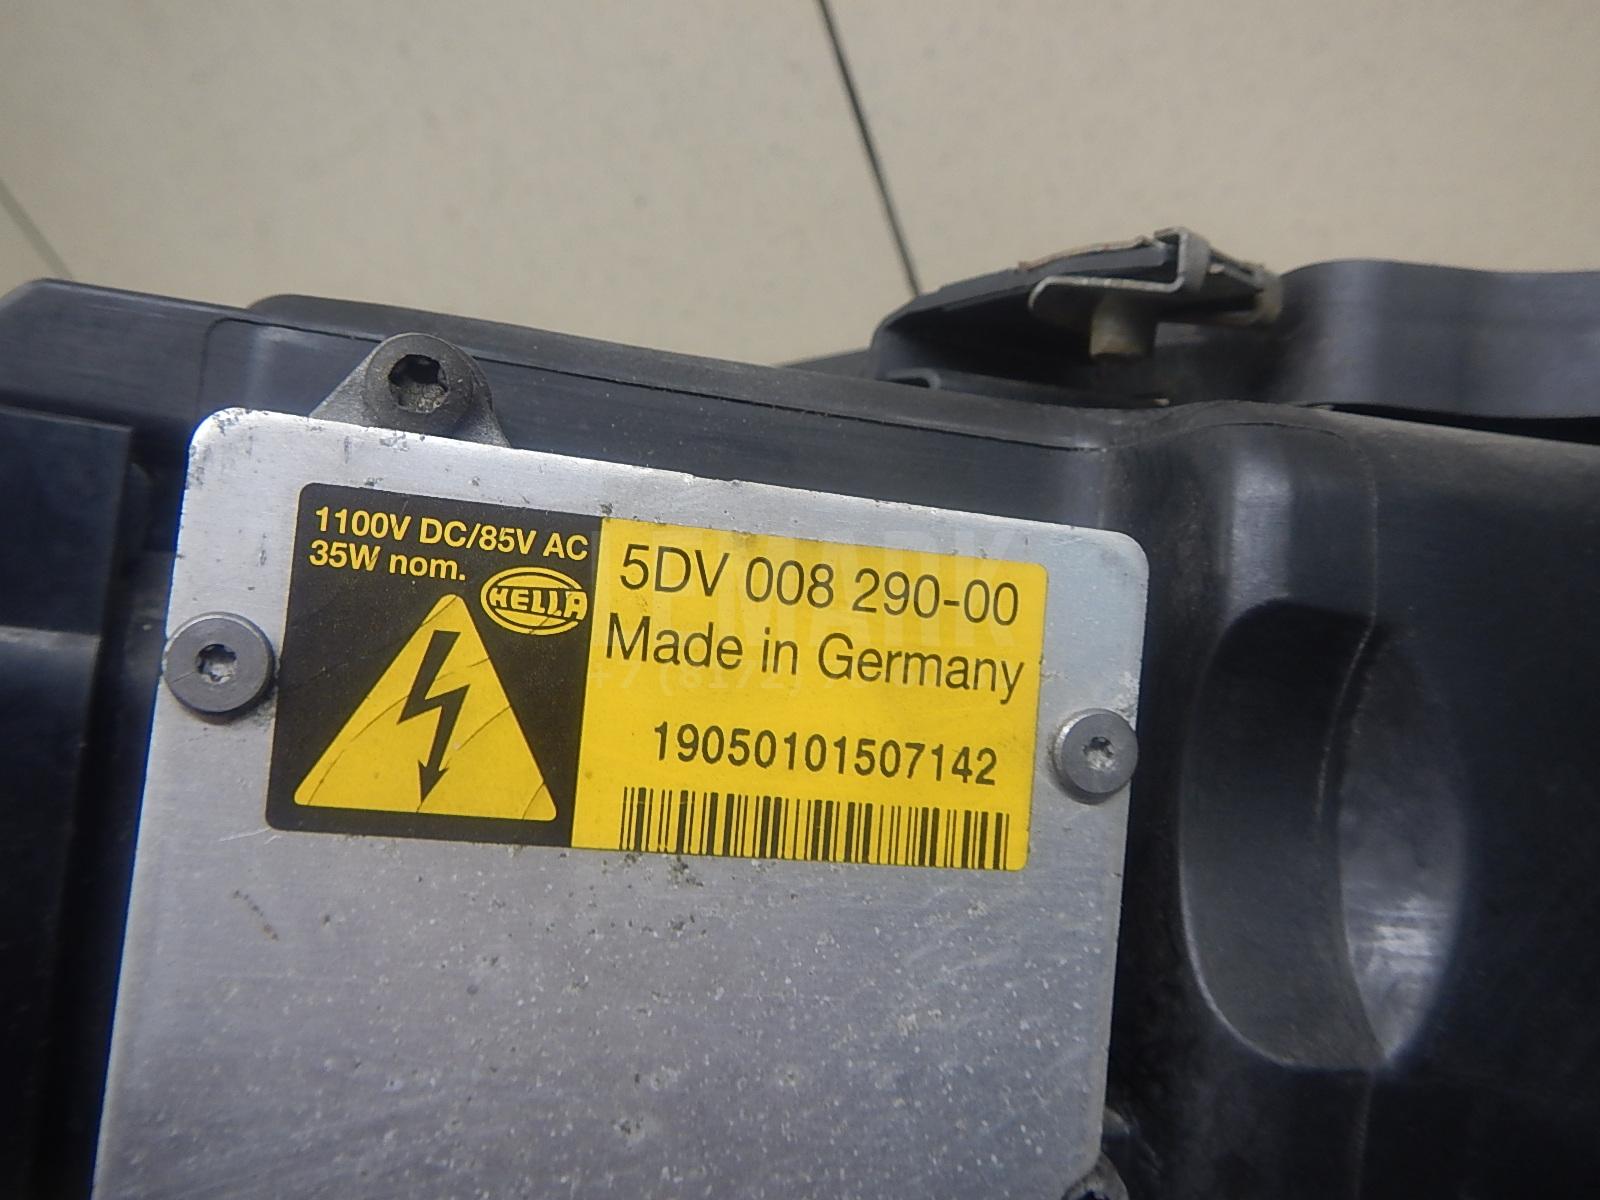 1100V DC/85V AC
35W nom.
HELLA
5DV 008 290-00
Made in Germany
19050101507142